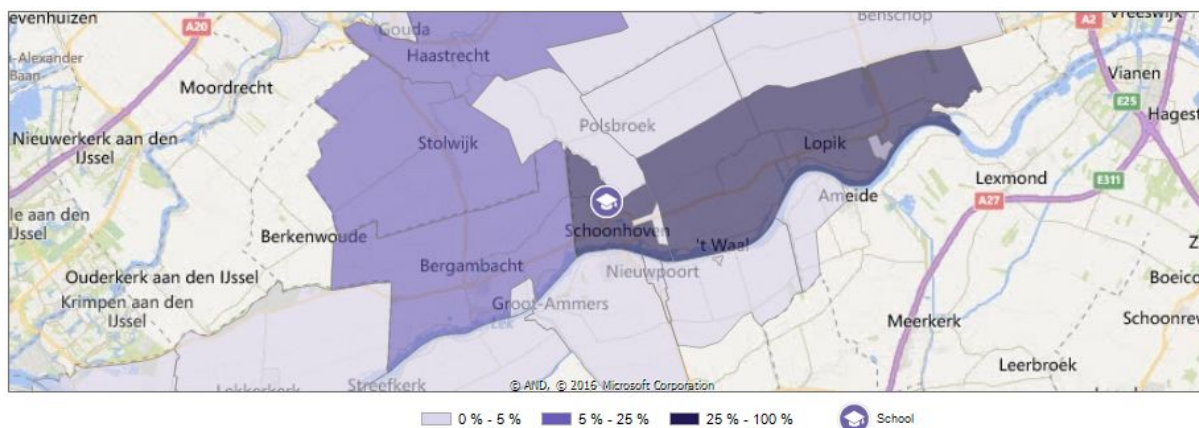 evenhuizen
A20
Gouda
Benschop
A2
Vreeswijk
-Alexander
Baan
Haastrecht
Moordrecht
Vianen
E25
Hagest
Nieuwerkerk aan den
IJssel
Stolwijk
Polsbroek
Lopik
Lexmond
E311
A27
Ameide
le aan den
IJssel
Berkenwoude
Schoonhoven
't Waal
Z
Ouderkerk aan den IJssel
Bergambacht
Nieuwpoort
Boeico
Krimpen aan den
IJssel
Groot-Ammers
Lek
Meerkerk
Schoonrew
Leerbroek
Lekkerkerk
Streefkerk
© AND, © 2016 Microsoft Corporation
0 % - 5 %
5 % - 25 %
25 % - 100 %
School